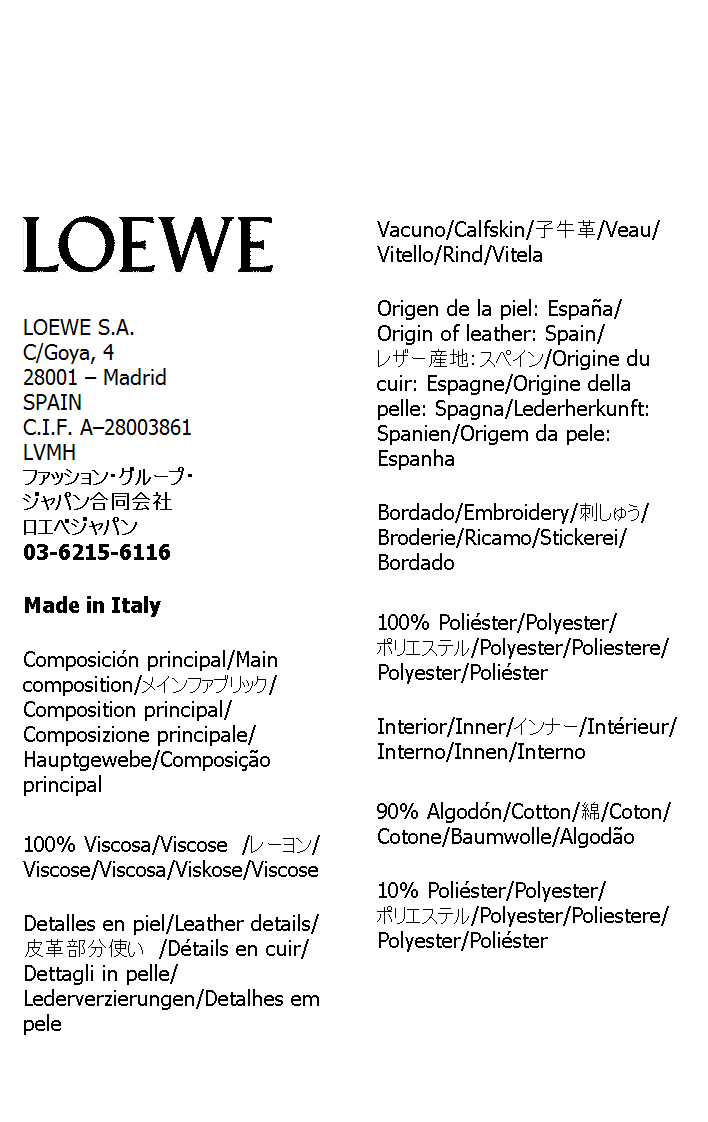 LOEWE
LOEWE S.A.
C/Goya, 4
28001 – Madrid
SPAIN
C.I.F. A–28003861
LVMH
ファッション・グループ・
ジャパン合同会社
ロエベジャパン
03-6215-6116
Made in Italy
Composición principal/Main
composition/メインファブリック/
Composition principal/
Composizione principale/
Hauptgewebe/Composição
principal
100% Viscosa/Viscose /レーヨン/
Viscose/Viscosa/Viskose/Viscose
Detalles en piel/Leather details/
皮革部分使い /Détails en cuir/
Dettagli in pelle/
Lederverzierungen/Detalhes em
pele
Vacuno/Calfskin/子牛革/Veau/
Vitello/Rind/Vitela
Origen de la piel: España/
Origin of leather: Spain/
レザー産地：スペイン/Origine du
cuir: Espagne/Origine della
pelle: Spagna/Lederherkunft:
Spanien/Origem da pele:
Espanha
Bordado/Embroidery/刺しゅう/
Broderie/Ricamo/Stickerei/
Bordado
100% Poliéster/Polyester/
ポリエステル/Polyester/Poliestere/
Polyester/Poliéster
Interior/Inner/インナー/Intérieur/
Interno/Innen/Interno
90% Algodón/Cotton/綿/Coton/
Cotone/Baumwolle/Algodão
10% Poliéster/Polyester/
ポリエステル/Polyester/Poliestere/
Polyester/Poliéster